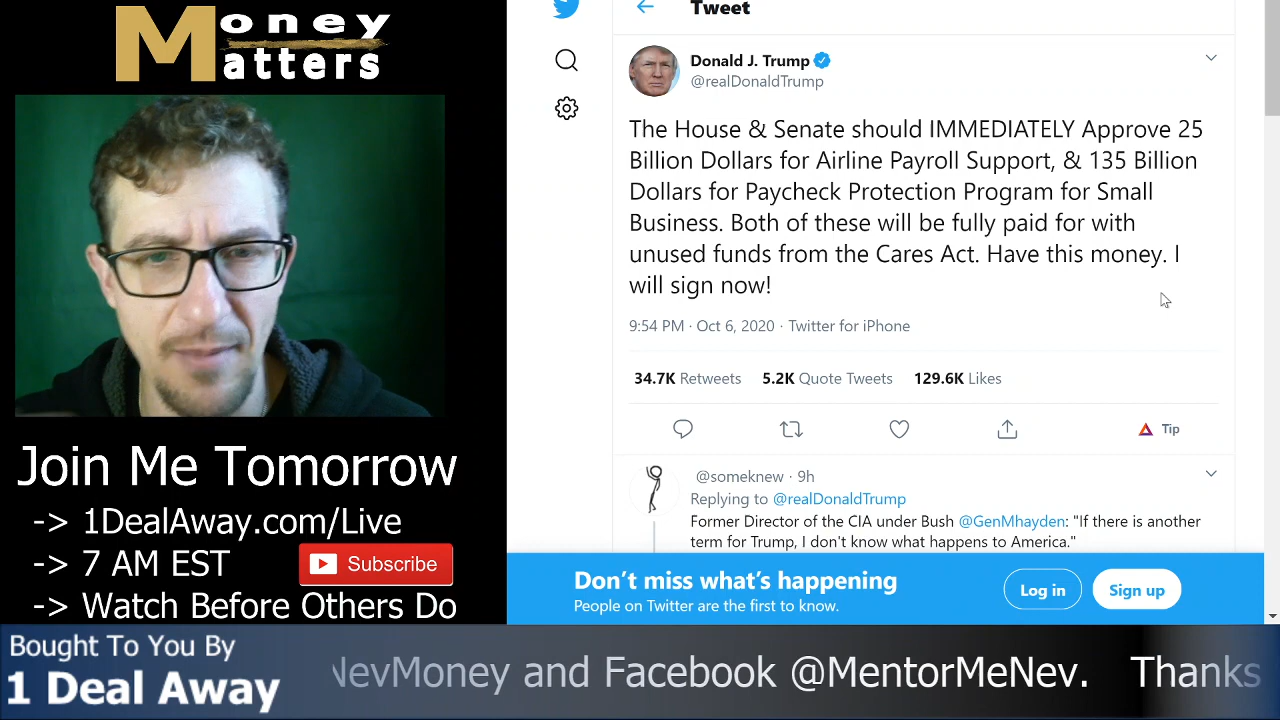 Money
Matters
Join Me Tomorrow
-> 1DealAway.com/Live
-> 7 AM EST
Subscribe
-> Watch Before Others Do
Tweet
Donald J. Trump
@realDonaldTrump
The House & Senate should IMMEDIATELY Approve 25
Billion Dollars for Airline Payroll Support, & 135 Billion
Dollars for Paycheck Protection Program for Small
Business. Both of these will be fully paid for with
unused funds from the Cares Act. Have this money. I
will sign now!
9:54 PM · Oct 6, 2020 · Twitter for iPhone
34.7K Retweets 5.2K Quote Tweets 129.6K Likes
Tip
@someknew · 9h
Replying to @realDonaldTrump
Former Director of the CIA under Bush @GenMhayden: "If there is another
term for Trump, I don't know what happens to America."
Don't miss what's happening
People on Twitter are the first to know.
Log in
Sign up
Bought To You By
1 Deal Away
NevMoney and Facebook @MentorMeNev. Thanks